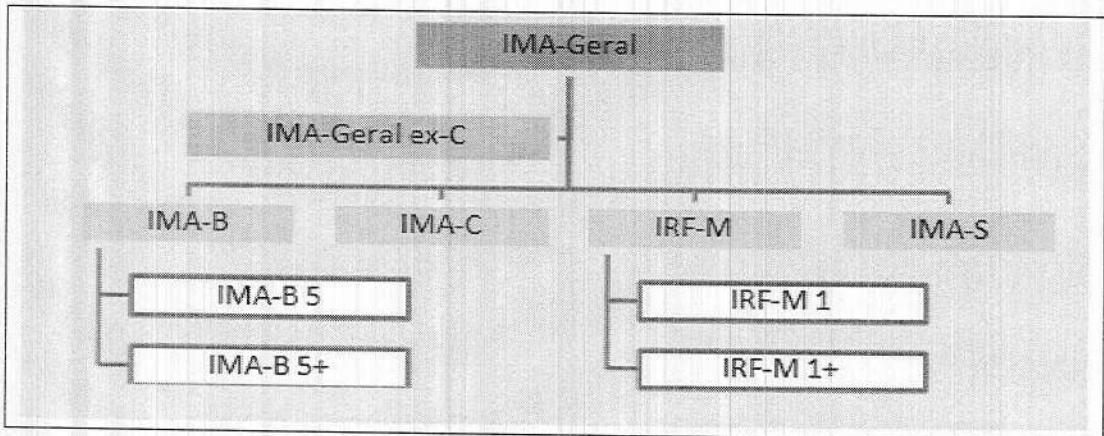 IMA-Geral
IMA-Geral ex-C
IMA-B
IMA-C
IRF-M
IMA-S
IMA-B 5
IRF-M 1
IMA-B 5+
IRF-M 1+